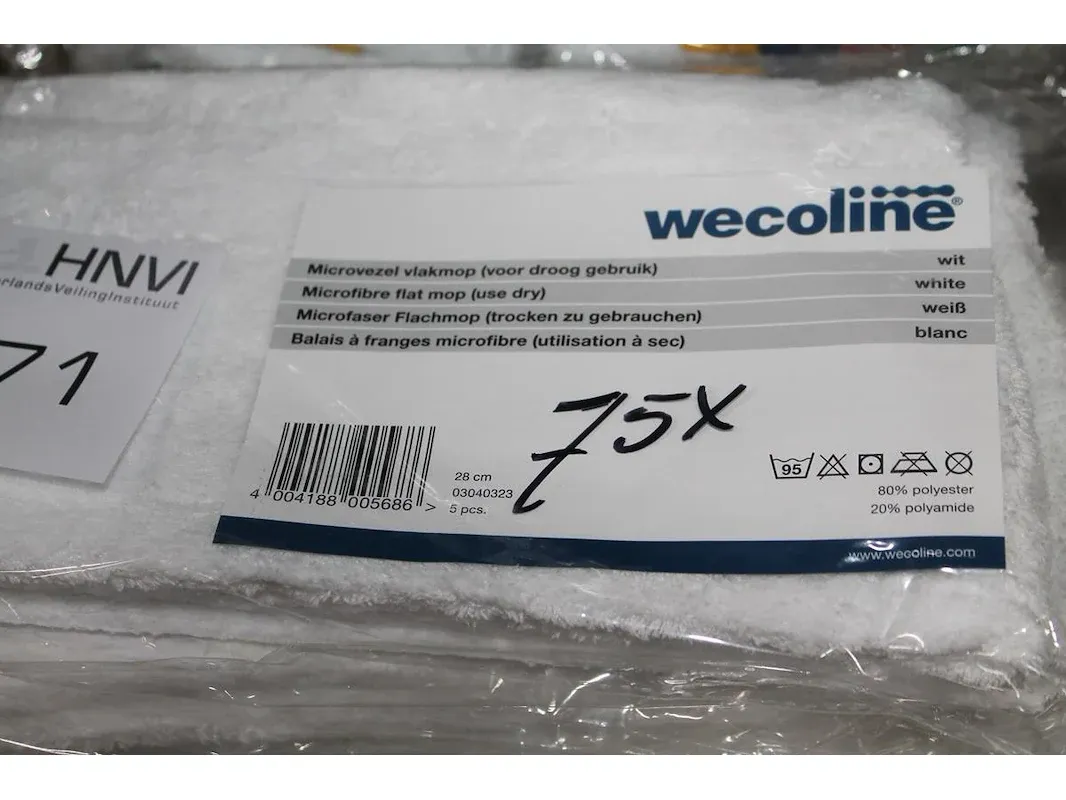 wecoline®
Microvezel vlakmop (voor droog gebruik) wit
Microfibre flat mop (use dry) white
Microfaser Flachmop (trocken zu gebrauchen) weiß
Balais à franges microfibre (utilisation à sec) blanc
HNVI
erlandsVeilingInstituut
71
75X
95
28 cm
03040323
5 pcs.
4 004188 005686 >
80% polyester
20% polyamide
www.wecoline.com